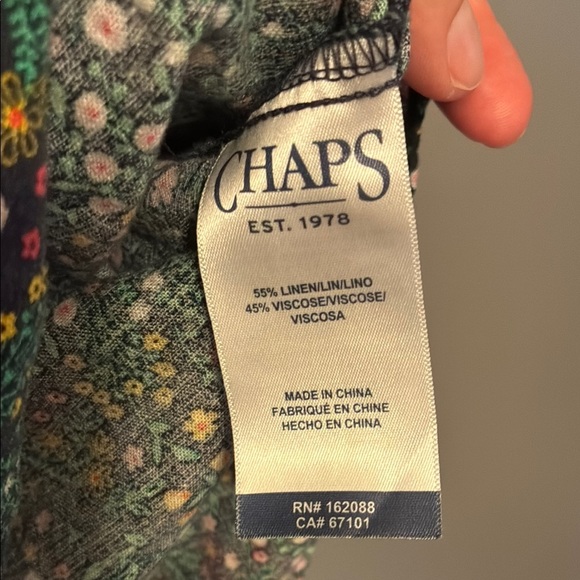 CHAPS
EST. 1978
55% LINEN/LIN/LINO
45% VISCOSE/VISCOSE/
VISCOSA
MADE IN CHINA
FABRIQUÉ EN CHINE
HECHO EN CHINA
RN# 162088
CA# 67101